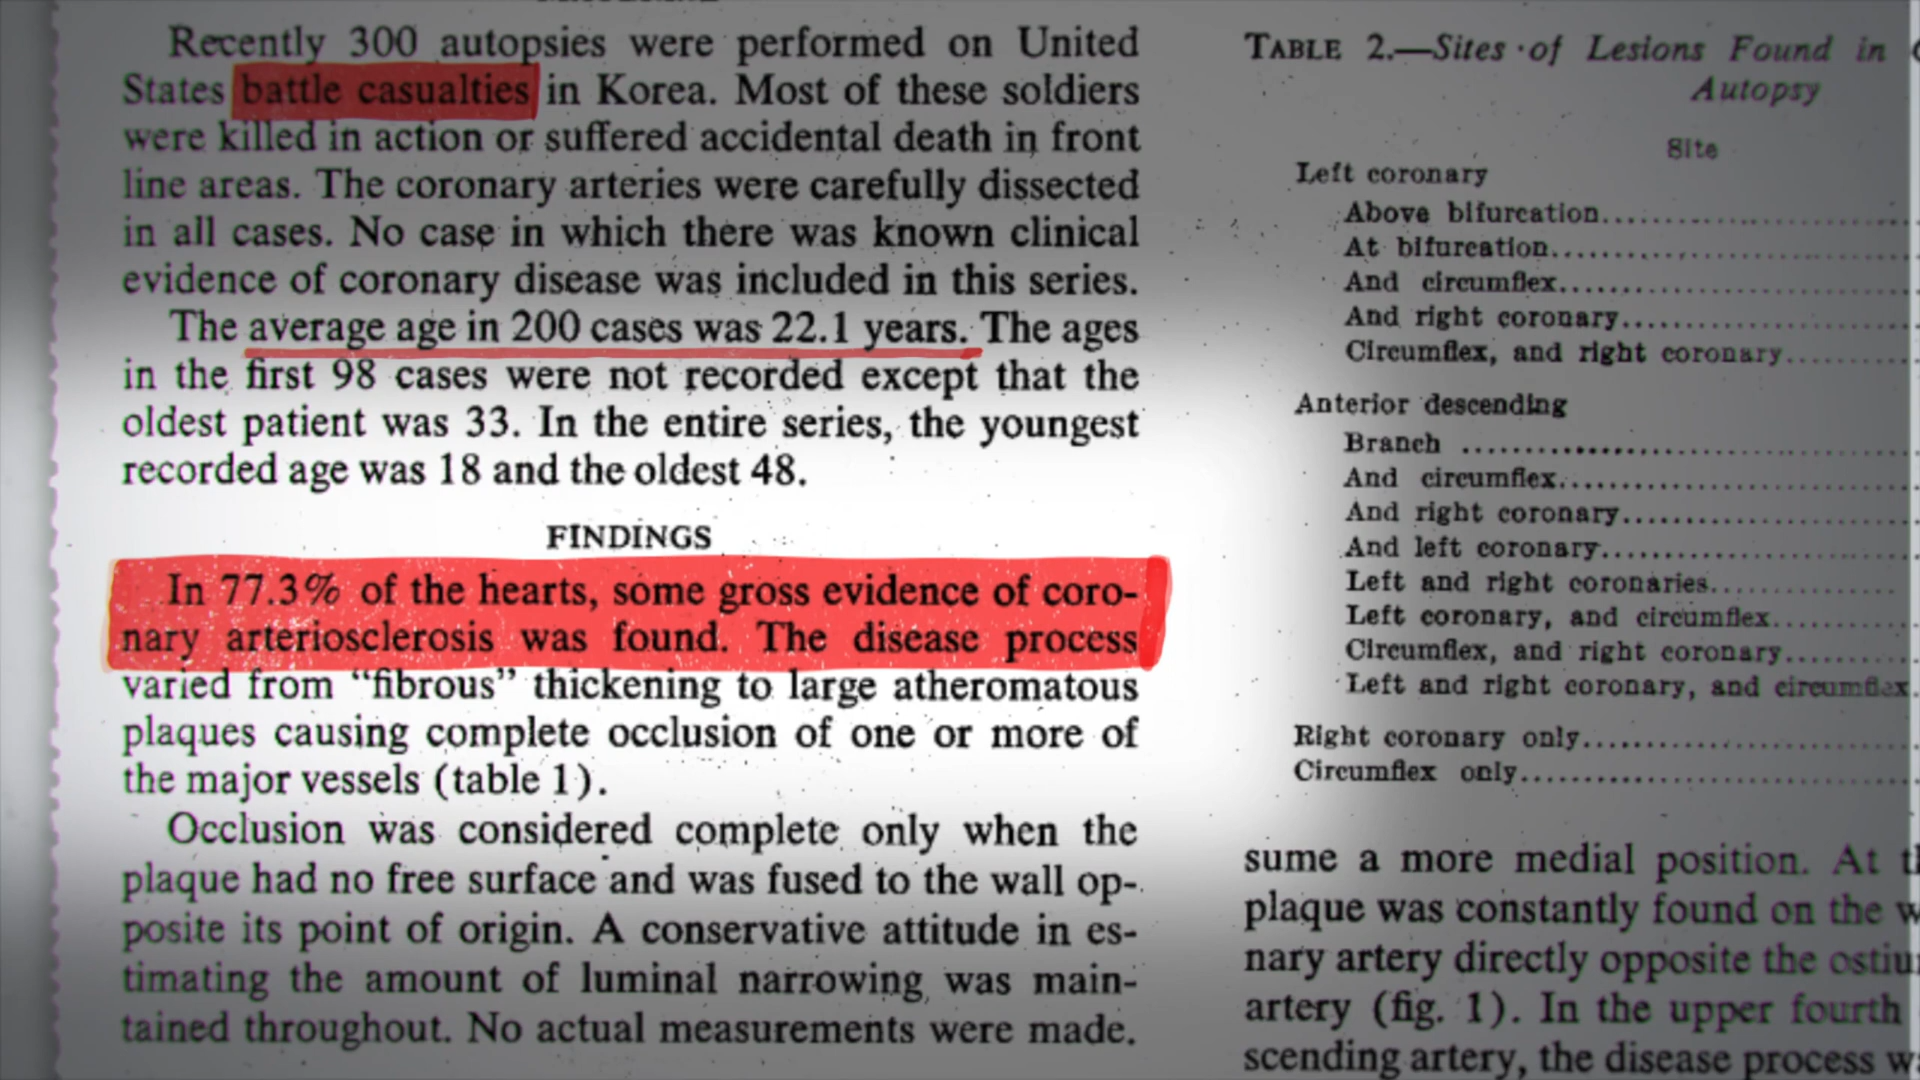 Recently 300 autopsies were performed on United
States battle casualties in Korea. Most of these soldiers
were killed in action or suffered accidental death in front
line areas. The coronary arteries were carefully dissected
in all cases. No case in which there was known clinical
evidence of coronary disease was included in this series.
The average age in 200 cases was 22.1 years. The ages
in the first 98 cases were not recorded except that the
oldest patient was 33. In the entire series, the youngest
recorded age was 18 and the oldest 48.
FINDINGS
In 77.3% of the hearts, some gross evidence of coro-
nary arteriosclerosis was found. The disease process
varied from “fibrous” thickening to large atheromatous
plaques causing complete occlusion of one or more of
the major vessels (table 1).
Occlusion was considered complete only when the
plaque had no free surface and was fused to the wall op-
posite its point of origin. A conservative attitude in es-
timating the amount of luminal narrowing was main-
tained throughout. No actual measurements were made.
TABLE 2.—Sites of Lesions Found in
Autopsy
Site
Left coronary
Above bifurcation
At bifurcation
And circumflex
And right coronary
Circumflex, and right coronary
Anterior descending
Branch
And circumflex
And right coronary
And left coronary
Left and right coronaries
Left coronary, and circumflex
Circumflex, and right coronary
Left and right coronary, and circumflex
Right coronary only
Circumflex only
sume a more medial position. At
plaque was constantly found on the
nary artery directly opposite the
artery (fig. 1). In the upper fourth
scending artery, the disease process